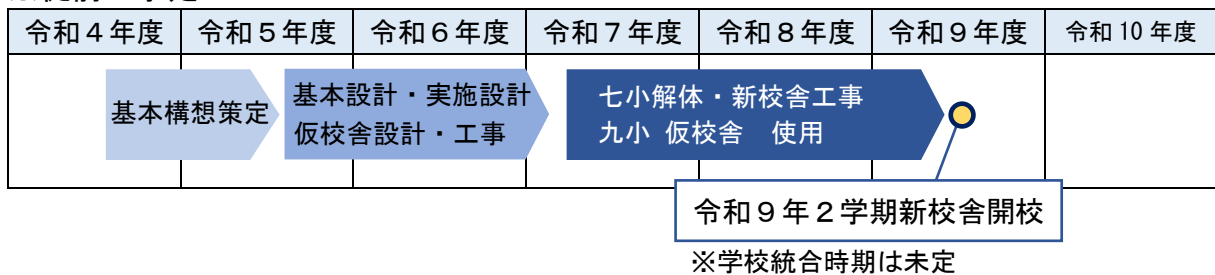 令和４年度 令和５年度 令和６年度 令和７年度 令和８年度 令和９年度 令和 10 年度
基本構想策定
基本設計・実施設計
仮校舎設計・工事
七小解体・新校舎工事
九小 仮校舎　使用
令和９年２学期新校舎開校
※学校統合時期は未定